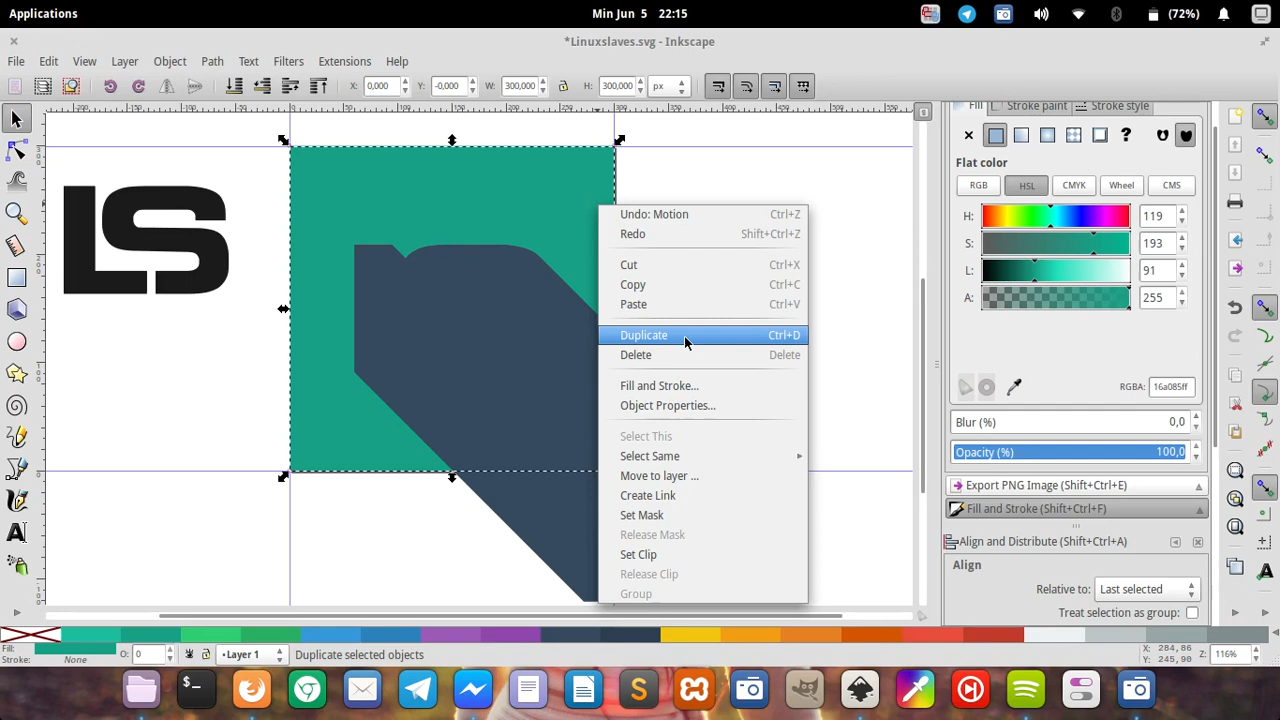 Applications
Min Jun 5 22:15
(72%)
*Linuxslaves.svg - Inkscape
File Edit View Layer Object Path Text Filters Extensions Help
X: 0,000 Y: -0,000 W: 300,000 H: 300,000 px
Fill Stroke paint Stroke style
?
Flat color
RGB HSL CMYK Wheel CMS
H: 119
S: 193
L: 91
A: 255
RGBA: 16a085ff
Blur (%) 0,0
Opacity (%) 100,0
Export PNG Image (Shift+Ctrl+E)
Fill and Stroke (Shift+Ctrl+F)
Align and Distribute (Shift+Ctrl+A)
Align
Relative to: Last selected
Treat selection as group:
LS
Undo: Motion Ctrl+Z
Redo Shift+Ctrl+Z
Cut Ctrl+X
Copy Ctrl+C
Paste Ctrl+V
Duplicate Ctrl+D
Delete Delete
Fill and Stroke...
Object Properties...
Select This
Select Same
Move to layer ...
Create Link
Set Mask
Release Mask
Set Clip
Release Clip
Group
Fill:
Stroke: None
O: 0
Layer 1
Duplicate selected objects
X: 284,86
Y: 245,90
Z: 116%